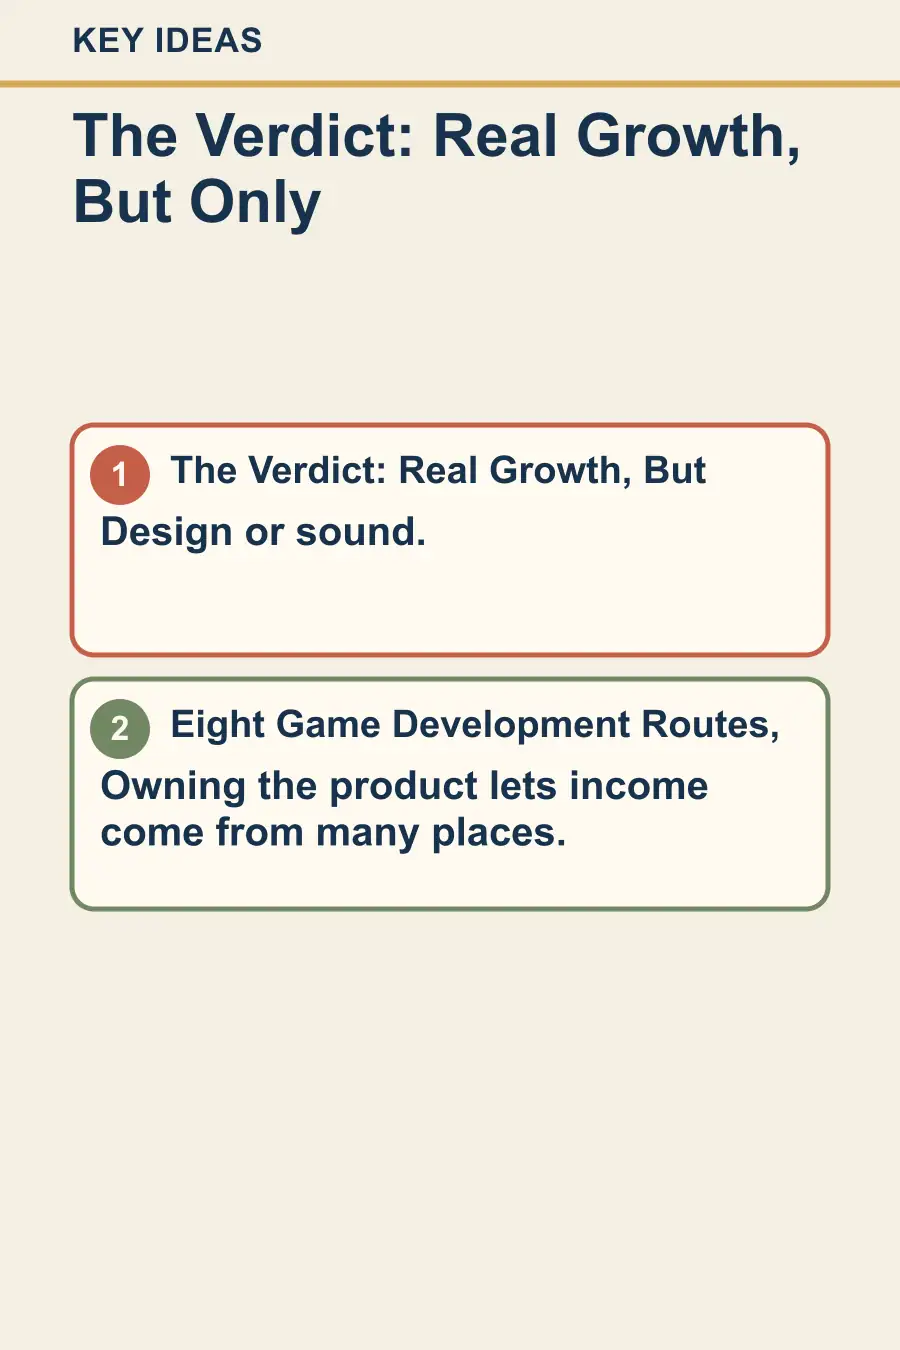 KEY IDEAS
The Verdict: Real Growth,
But Only
1 The Verdict: Real Growth, But
Design or sound.
2 Eight Game Development Routes,
Owning the product lets income
come from many places.